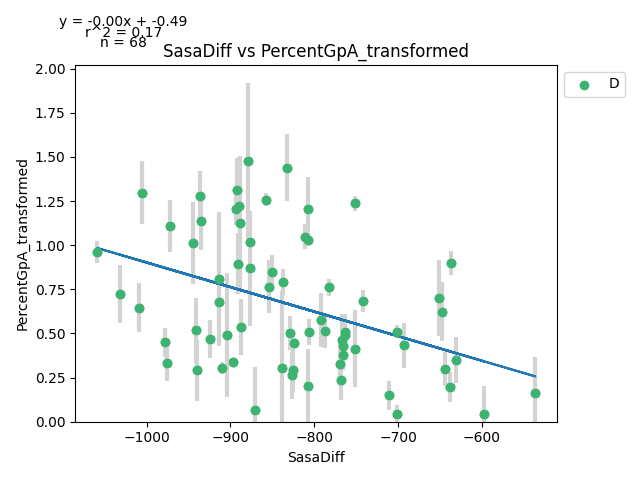 y = -0.00x + -0.49
r^2 = 0.17
n = 68
SasaDiff vs PercentGpA_transformed
D
PercentGpA_transformed
2.00
1.75
1.50
1.25
1.00
0.75
0.50
0.25
0.00
−1000
−900
−800
−700
−600
SasaDiff